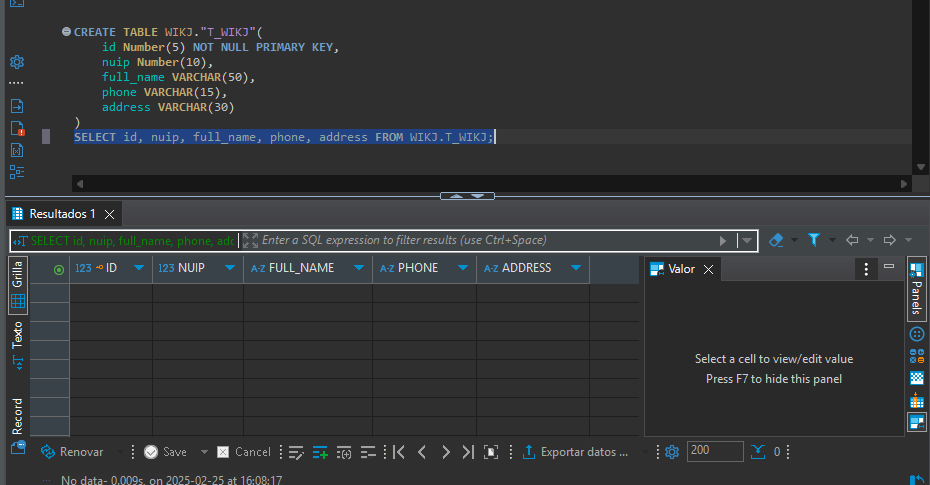 CREATE TABLE WIKJ."T_WIKJ"(
id Number(5) NOT NULL PRIMARY KEY,
nuip Number(10),
full_name VARCHAR(50),
phone VARCHAR(15),
address VARCHAR(30)
)
SELECT id, nuip, full_name, phone, address FROM WIKJ.T_WIKJ;
Resultados 1
SELECT id, nuip, full_name, phone, adc
Enter a SQL expression to filter results (use Ctrl+Space)
Grilla
Texto
Record
123 ID
123 NUIP
A-Z FULL_NAME
A-Z PHONE
A-Z ADDRESS
Valor
Select a cell to view/edit value
Press F7 to hide this panel
Panels
Renovar
Save
Cancel
Exportar datos ...
200
0
No data- 0.009s, on 2025-02-25 at 16:08:17